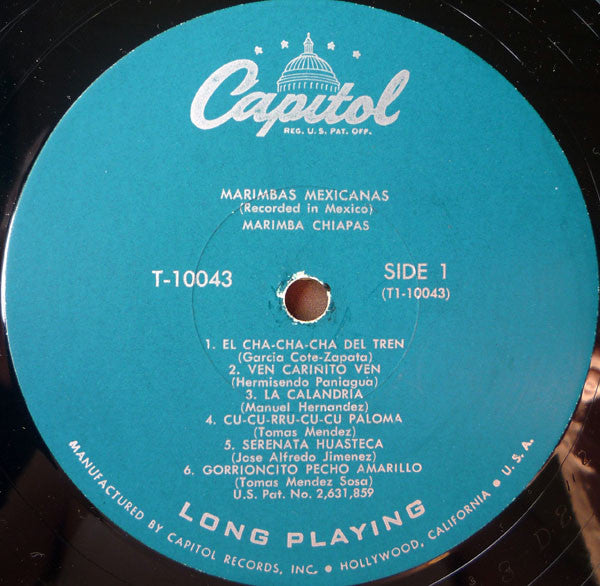 Capitol
REG. U.S. PAT. OFF.
MARIMBAS MEXICANAS
(Recorded in Mexico)
MARIMBA CHIAPAS
T-10043
SIDE 1
(T1-10043)
1. EL CHA-CHA-CHA DEL TREN
(Garcia Cote-Zapata)
2. VEN CARIÑITO VEN
(Hermisendo Paniagua)
3. LA CALANDRIA
(Manuel Hernandez)
4. CU-CU-RRU-CU-CU PALOMA
(Tomas Mendez)
5. SERENATA HUASTECA
(Jose Alfredo Jimenez)
6. GORRIONCITO PECHO AMARILLO
(Tomas Mendez Sosa)
U.S. Pat. No. 2,631,859
LONG PLAYING
MANUFACTURED BY CAPITOL RECORDS, INC. • HOLLYWOOD, CALIFORNIA • U.S.A.